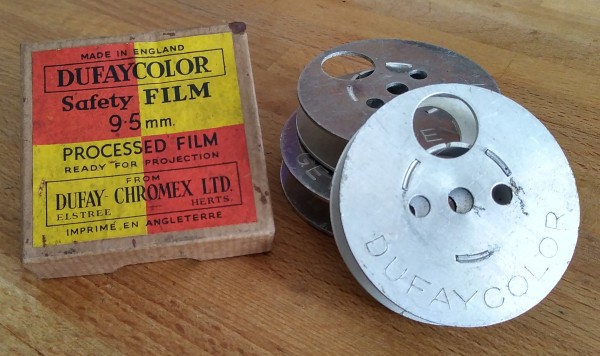 MADE IN ENGLAND
DUFAYCOLOR
Safety FILM
9·5 mm.
PROCESSED FILM
READY FOR PROJECTION
FROM
DUFAY-CHROMEX LTD.
ELSTREE HERTS.
IMPRIMÉ EN ANGLETERRE
DUFAYCOLOR